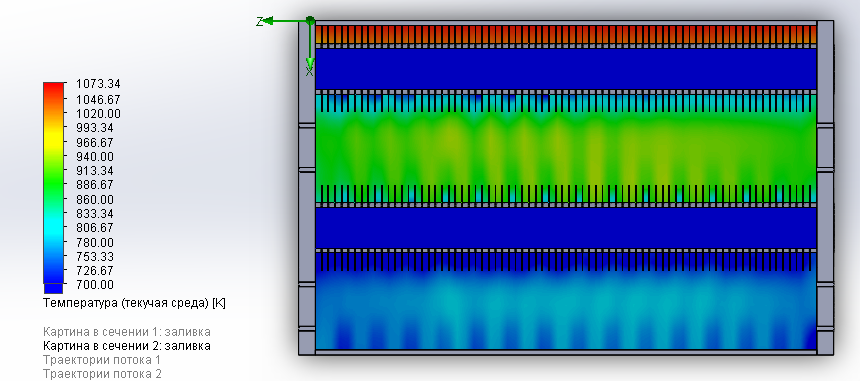 Z
X
1073.34
1046.67
1020.00
993.34
966.67
940.00
913.34
886.67
860.00
833.34
806.67
780.00
753.33
726.67
700.00
Температура (текучая среда) [K]
Картина в сечении 1: заливка
Картина в сечении 2: заливка
Траектории потока 1
Траектории потока 2